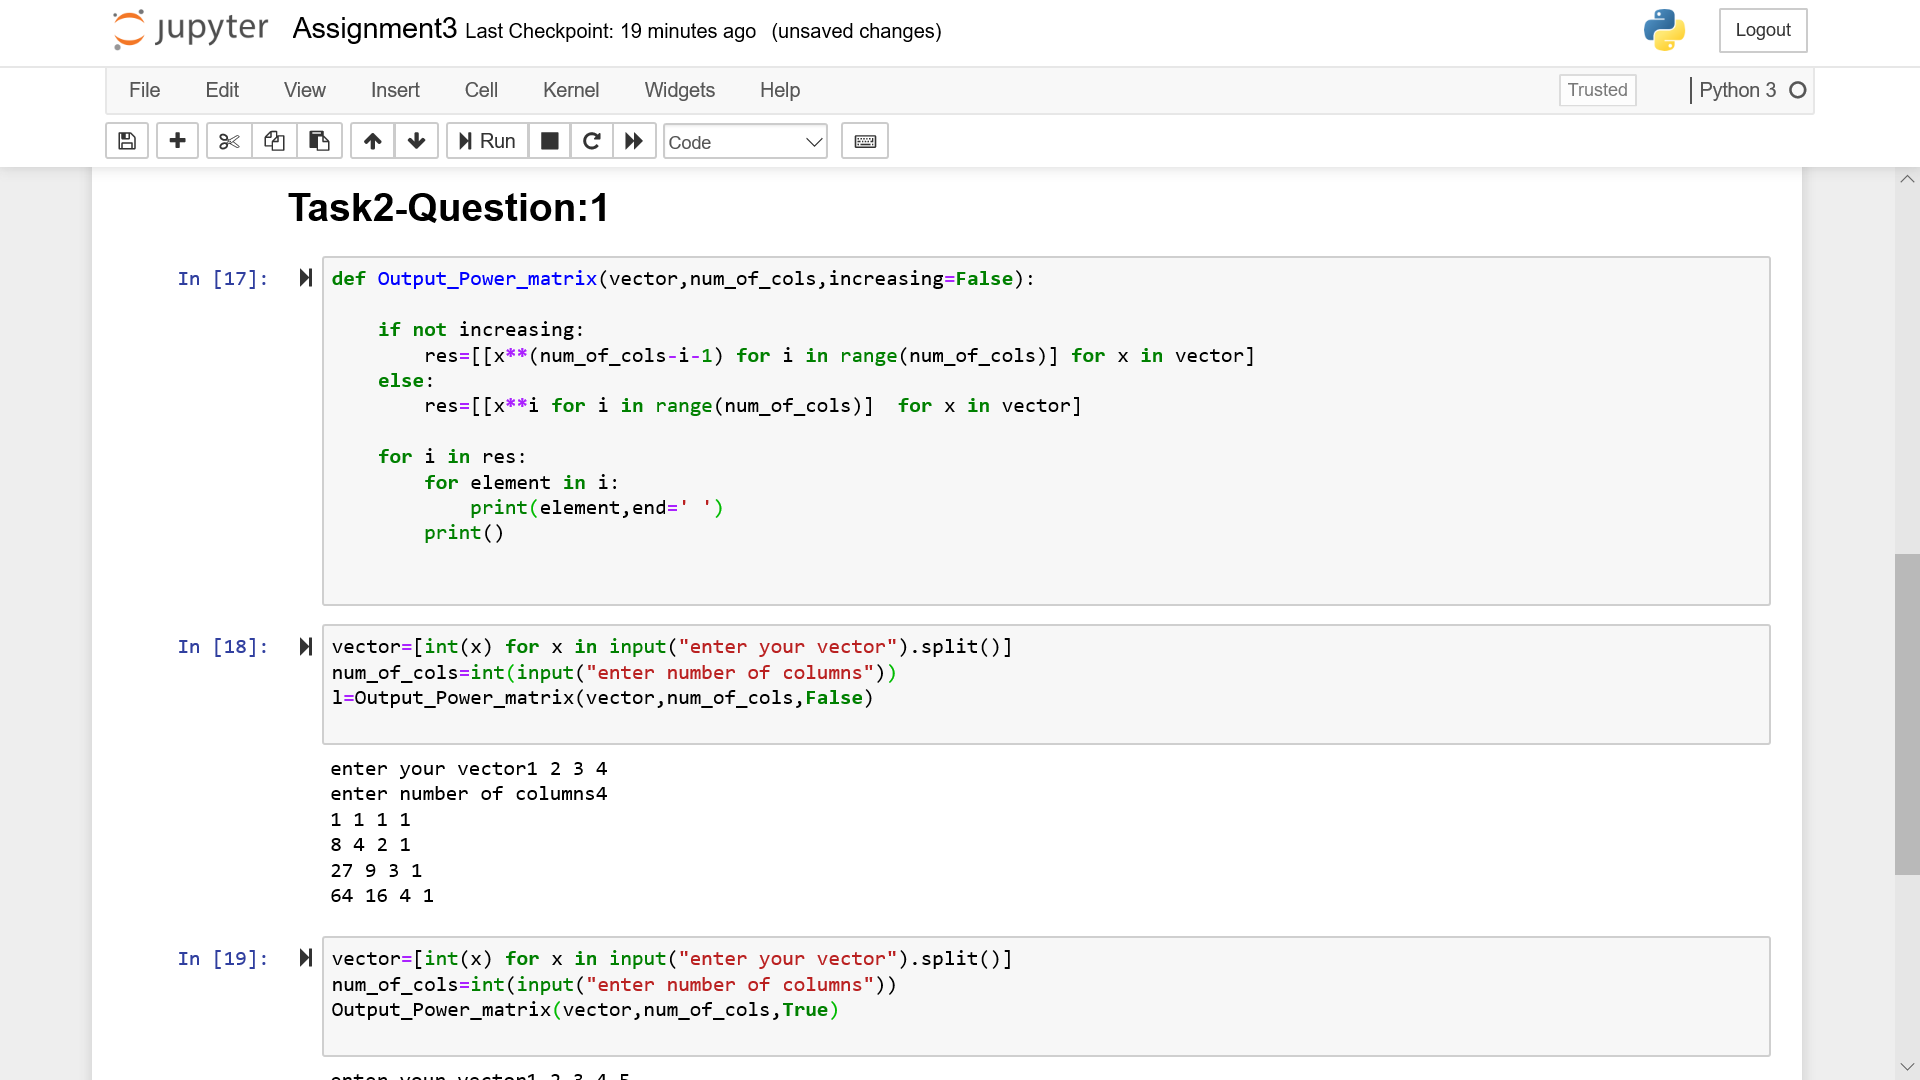 jupyter Assignment3 Last Checkpoint: 19 minutes ago (unsaved changes) Logout
File Edit View Insert Cell Kernel Widgets Help Trusted Python 3
Run Code
Task2-Question:1
In [17]: def Output_Power_matrix(vector,num_of_cols,increasing=False):
    if not increasing:
        res=[[x**(num_of_cols-i-1) for i in range(num_of_cols)] for x in vector]
    else:
        res=[[x**i for i in range(num_of_cols)]  for x in vector]
    for i in res:
        for element in i:
            print(element,end=' ')
        print()
In [18]: vector=[int(x) for x in input("enter your vector").split()]
num_of_cols=int(input("enter number of columns"))
l=Output_Power_matrix(vector,num_of_cols,False)
enter your vector1 2 3 4
enter number of columns4
1 1 1 1
8 4 2 1
27 9 3 1
64 16 4 1
In [19]: vector=[int(x) for x in input("enter your vector").split()]
num_of_cols=int(input("enter number of columns"))
Output_Power_matrix(vector,num_of_cols,True)
enter your vector1 2 3 4 5